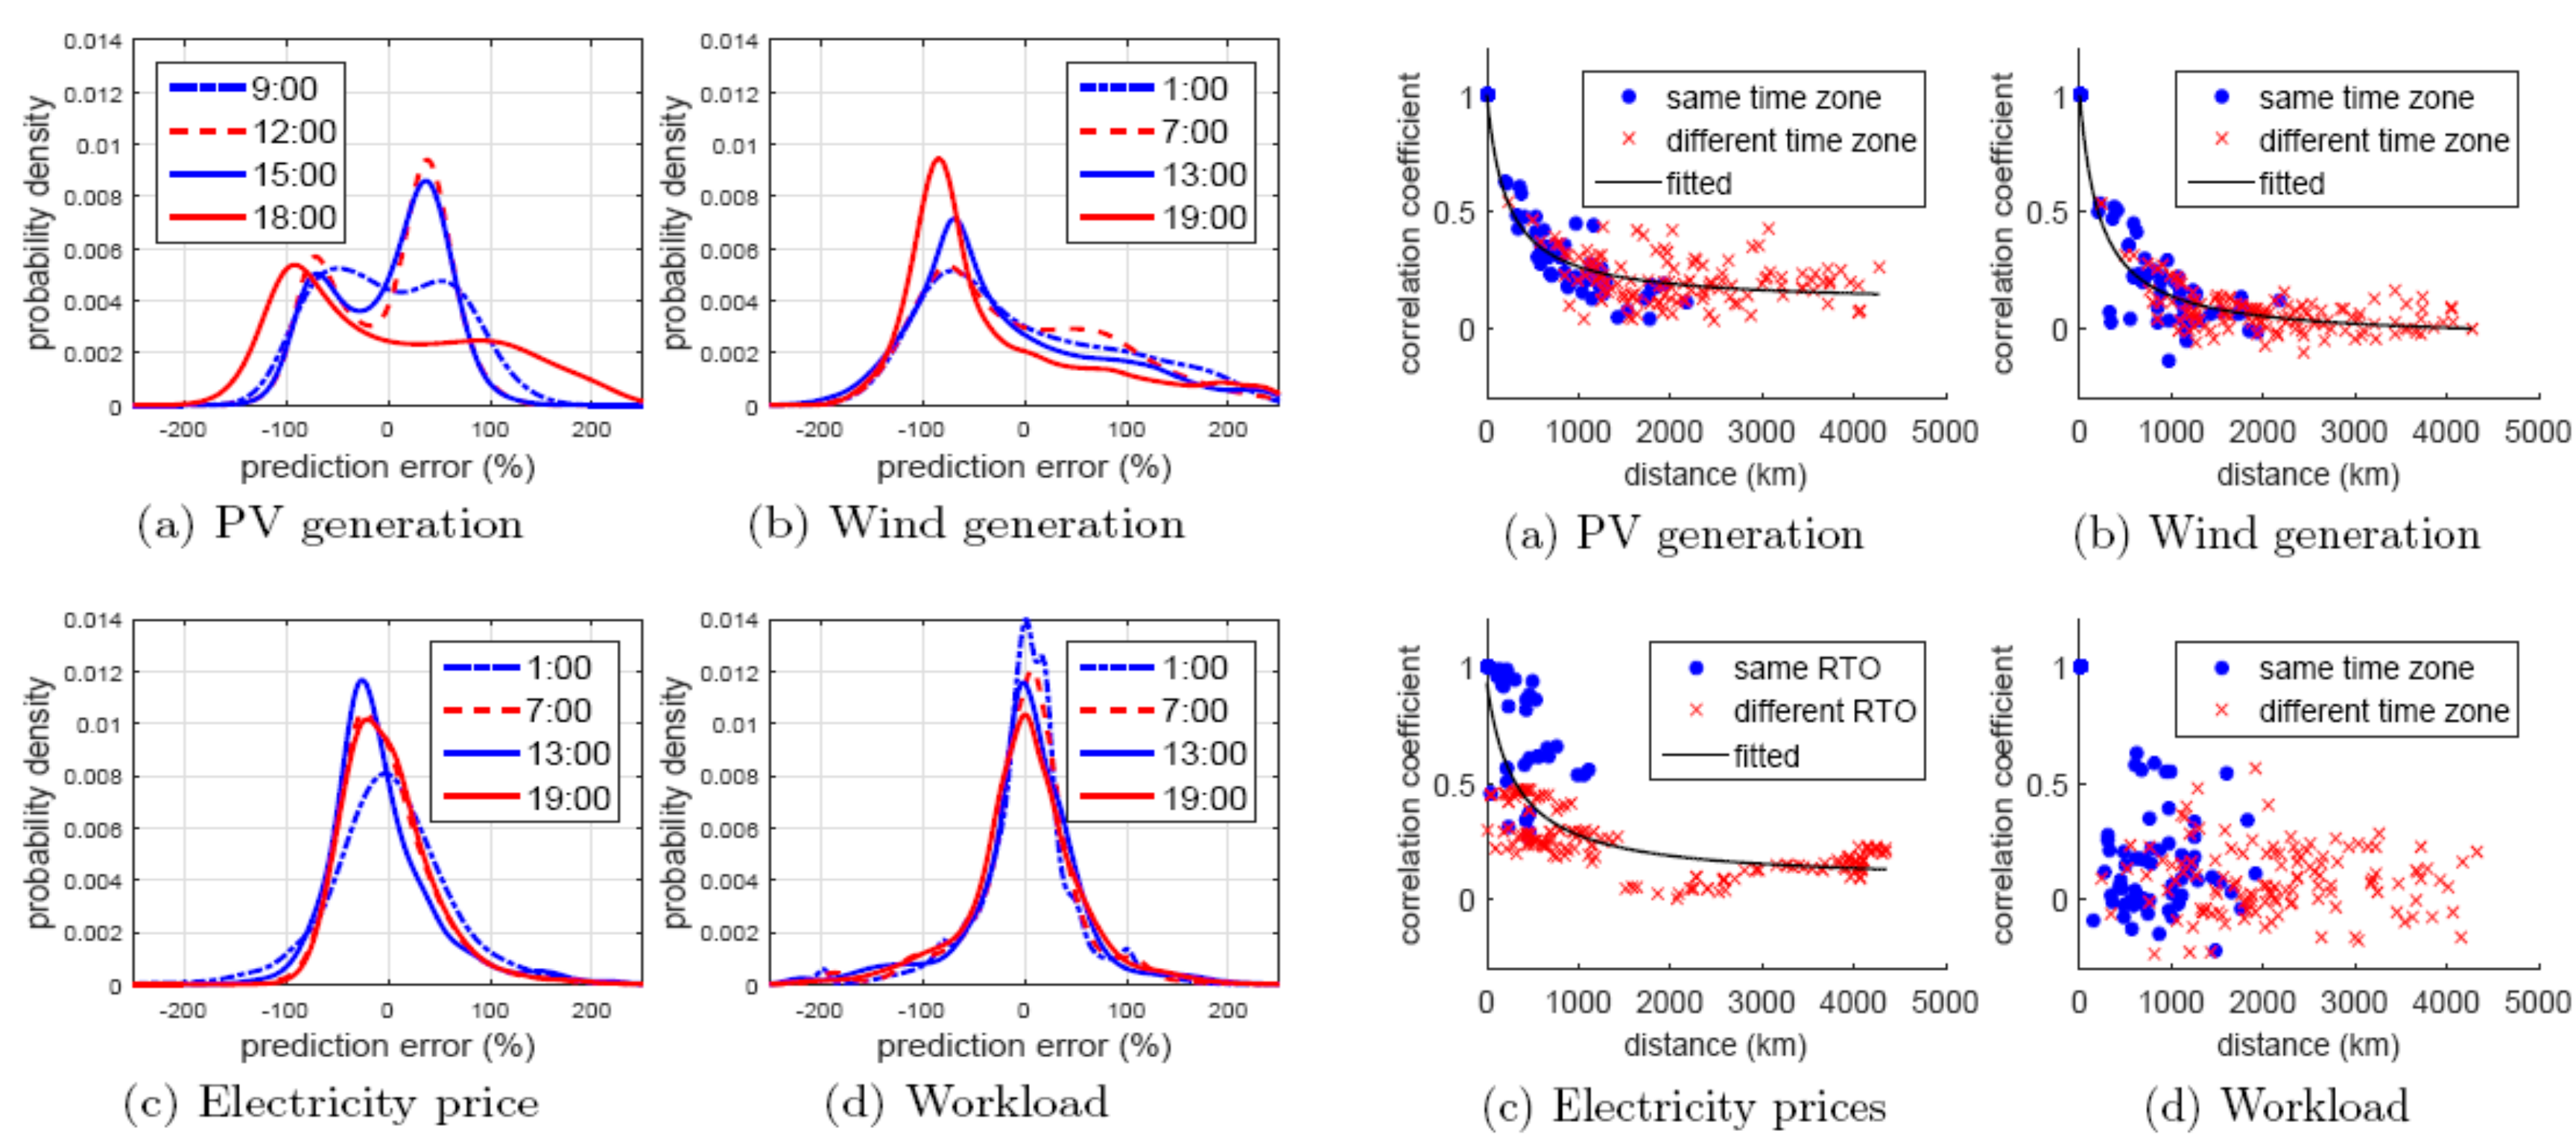 probability density
0.014
0.012
0.01
0.008
0.006
0.004
0.002
0
9:00
12:00
15:00
18:00
-200 -100 0 100 200
prediction error (%)
(a) PV generation
probability density
0.014
0.012
0.01
0.008
0.006
0.004
0.002
0
1:00
7:00
13:00
19:00
-200 -100 0 100 200
prediction error (%)
(b) Wind generation
correlation coefficient
1
0.5
0
same time zone
different time zone
fitted
0 1000 2000 3000 4000 5000
distance (km)
(a) PV generation
correlation coefficient
1
0.5
0
same time zone
different time zone
fitted
0 1000 2000 3000 4000 5000
distance (km)
(b) Wind generation
probability density
0.014
0.012
0.01
0.008
0.006
0.004
0.002
0
1:00
7:00
13:00
19:00
-200 -100 0 100 200
prediction error (%)
(c) Electricity price
probability density
0.014
0.012
0.01
0.008
0.006
0.004
0.002
0
1:00
7:00
13:00
19:00
-200 -100 0 100 200
prediction error (%)
(d) Workload
correlation coefficient
1
0.5
0
same RTO
different RTO
fitted
0 1000 2000 3000 4000 5000
distance (km)
(c) Electricity prices
correlation coefficient
1
0.5
0
same time zone
different time zone
0 1000 2000 3000 4000 5000
distance (km)
(d) Workload